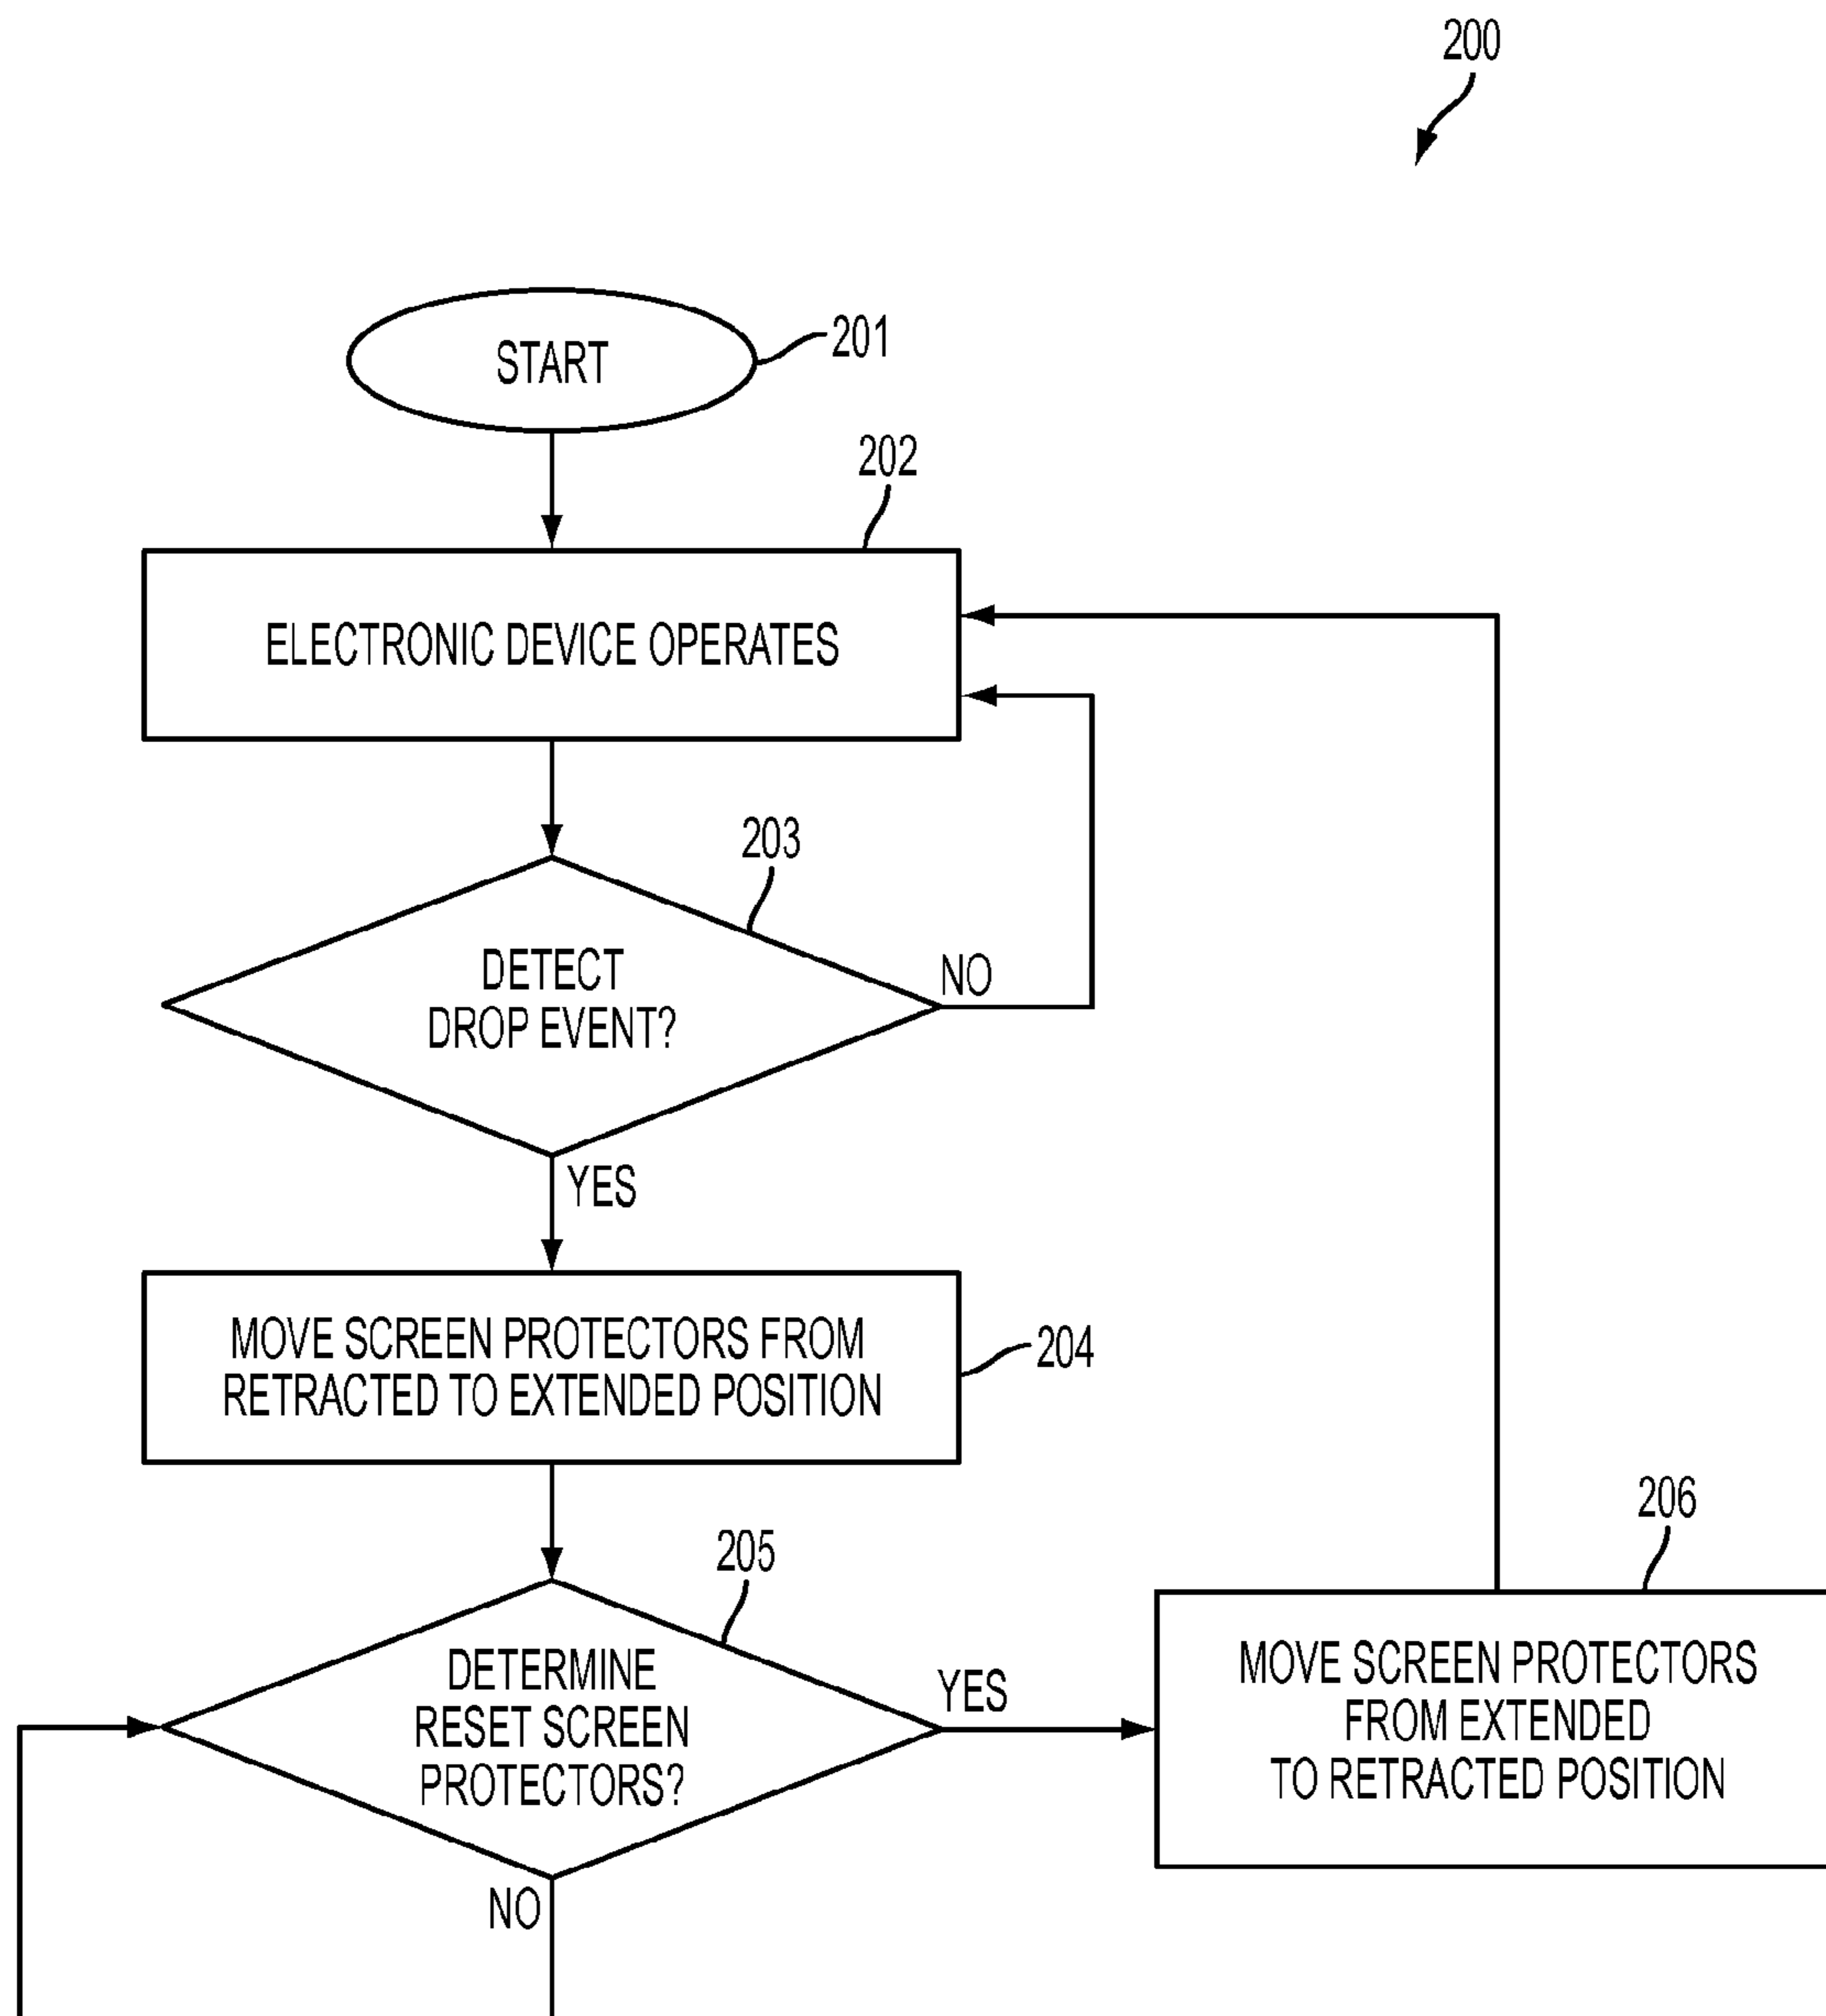 200
START
201
202
ELECTRONIC DEVICE OPERATES
203
DETECT
DROP EVENT?
NO
YES
MOVE SCREEN PROTECTORS FROM
RETRACTED TO EXTENDED POSITION
204
205
DETERMINE
RESET SCREEN
PROTECTORS?
YES
NO
206
MOVE SCREEN PROTECTORS
FROM EXTENDED
TO RETRACTED POSITION